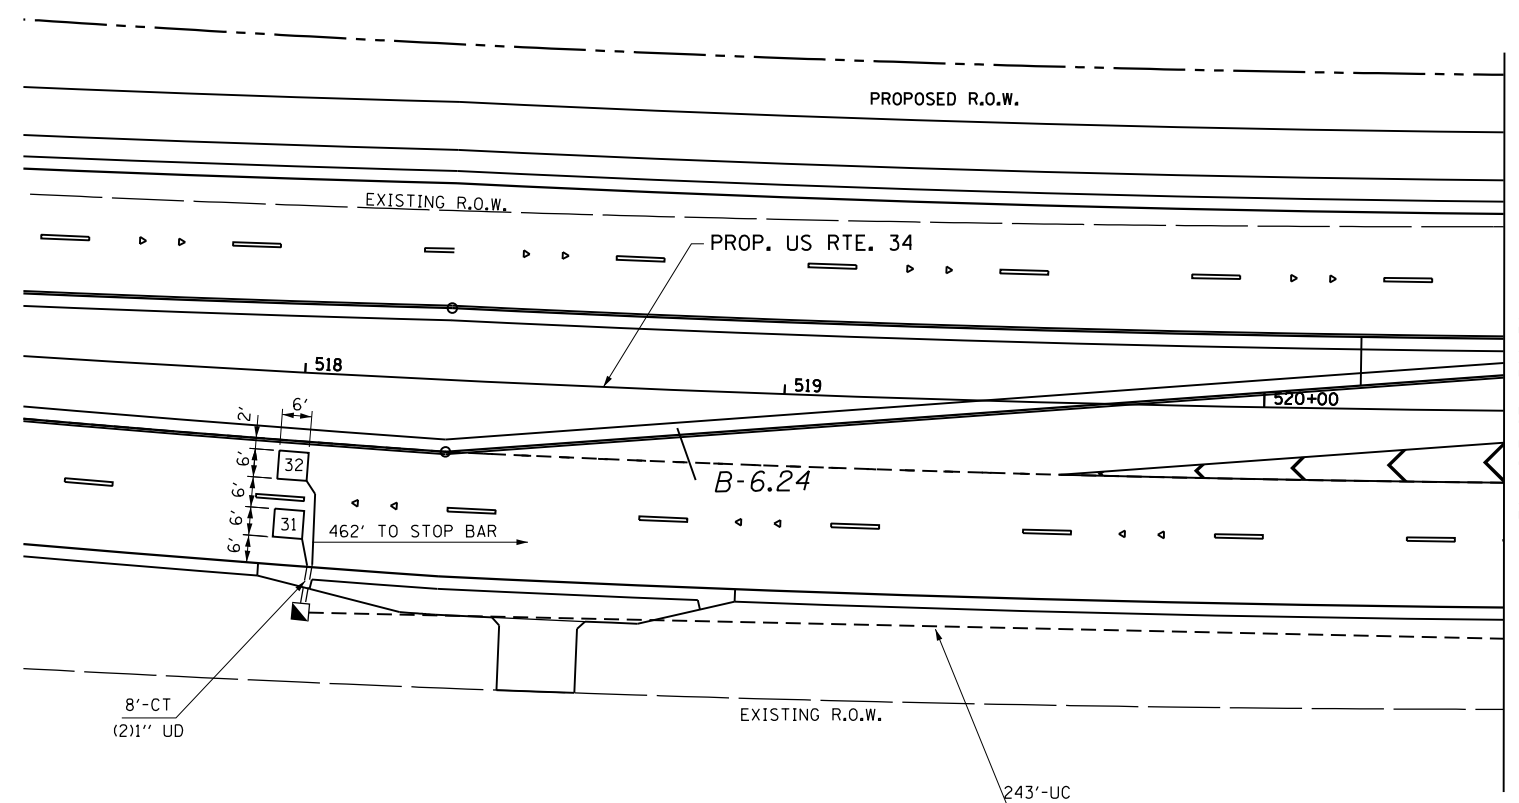 PROPOSED R.O.W.
EXISTING R.O.W.
PROP. US RTE. 34
518
519
520+00
6'
2'
6'
32
6'
6'
31
6'
B-6.24
462' TO STOP BAR
8'-CT
(2)1'' UD
EXISTING R.O.W.
243'-UC